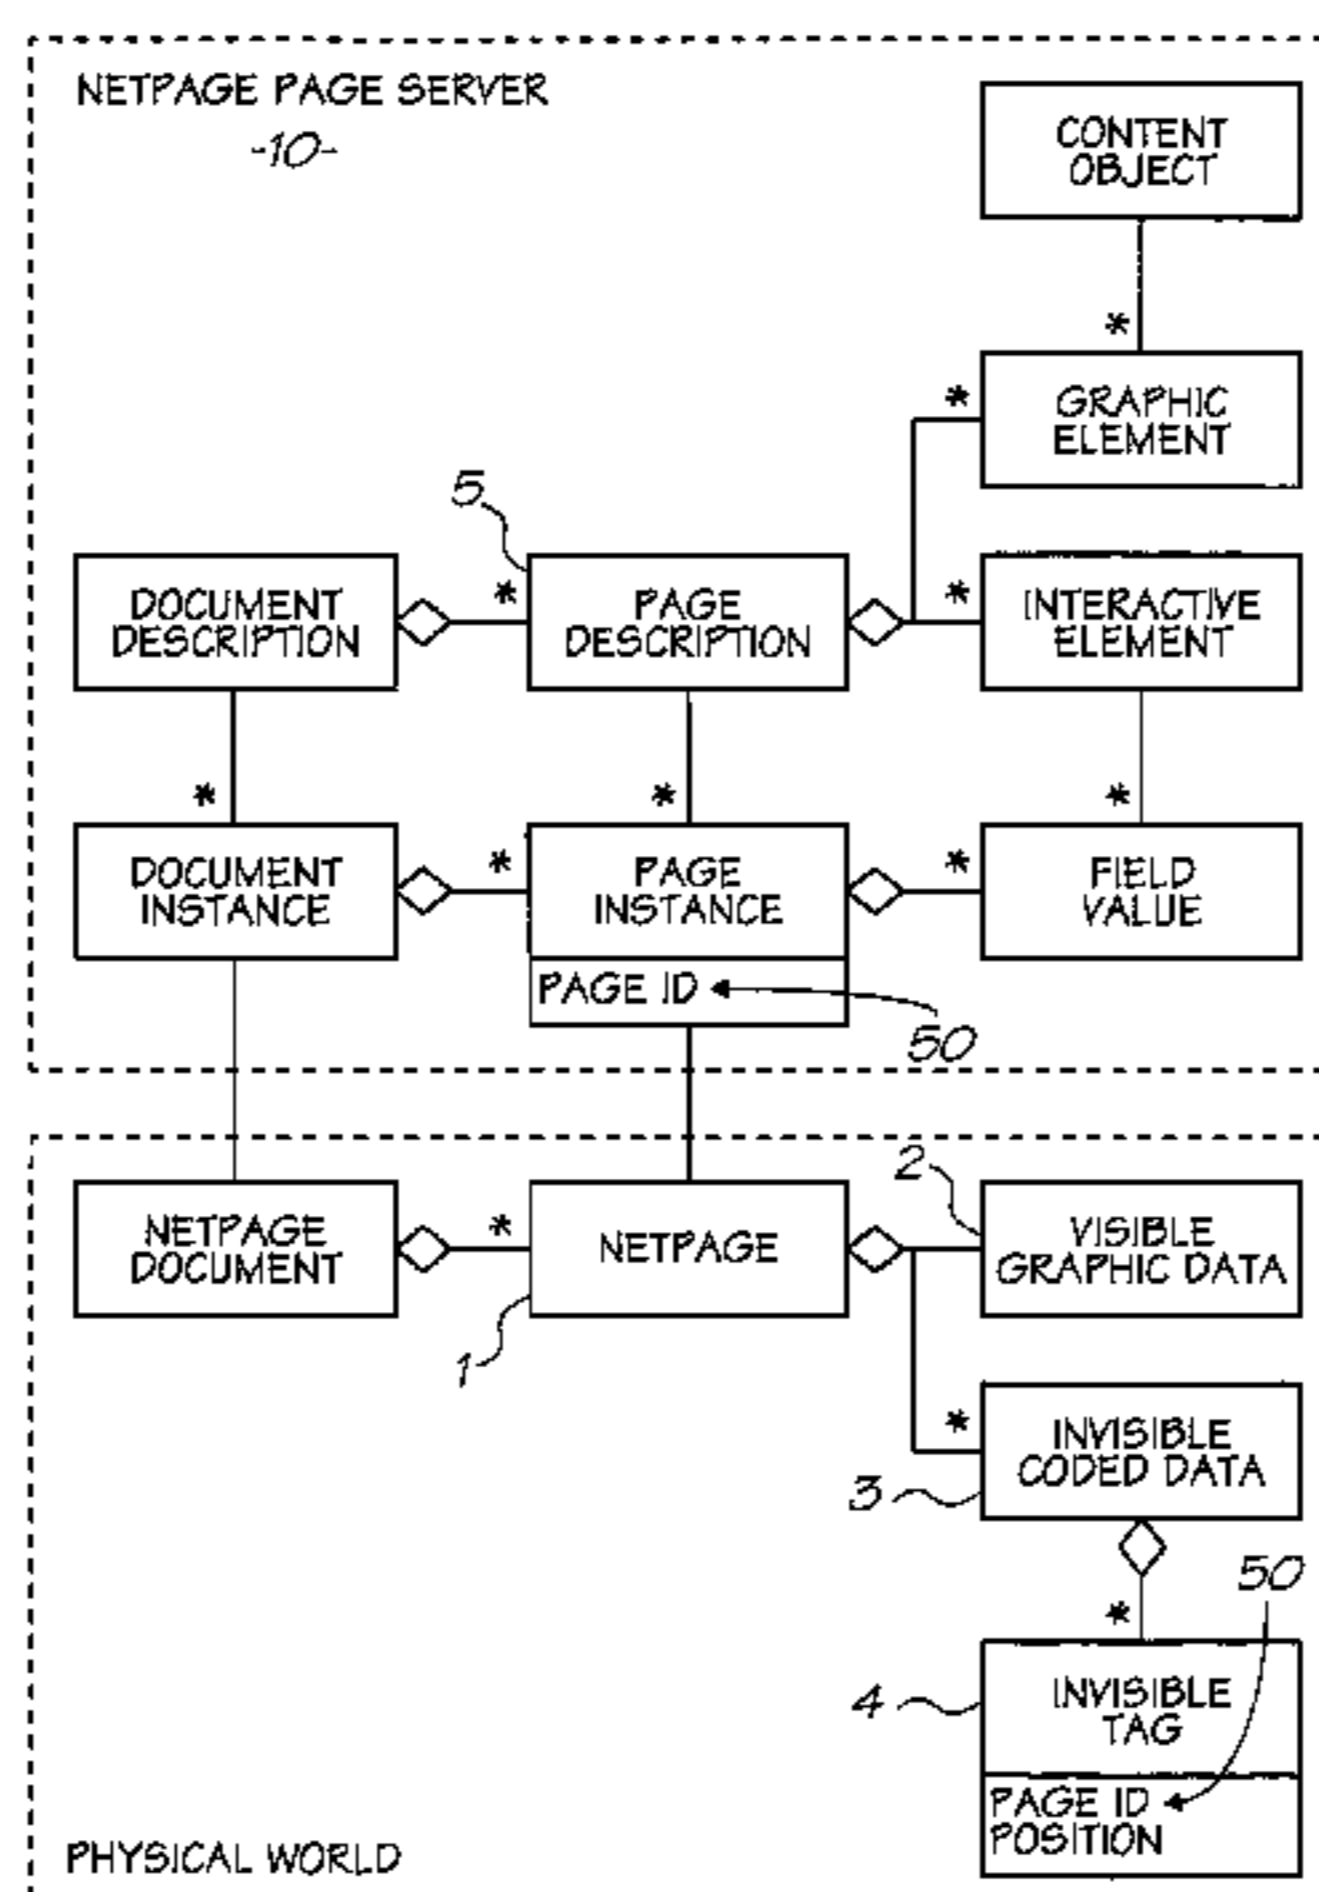 NETPAGE PAGE SERVER
-10-
CONTENT
OBJECT
*
*
GRAPHIC
ELEMENT
5
DOCUMENT
DESCRIPTION
*
PAGE
DESCRIPTION
*
INTERACTIVE
ELEMENT
*
*
*
DOCUMENT
INSTANCE
*
PAGE
INSTANCE
*
FIELD
VALUE
PAGE ID
50
2
NETPAGE
DOCUMENT
*
NETPAGE
VISIBLE
GRAPHIC DATA
1
*
INVISIBLE
CODED DATA
3
50
*
4
INVISIBLE
TAG
PAGE ID
POSITION
PHYSICAL WORLD